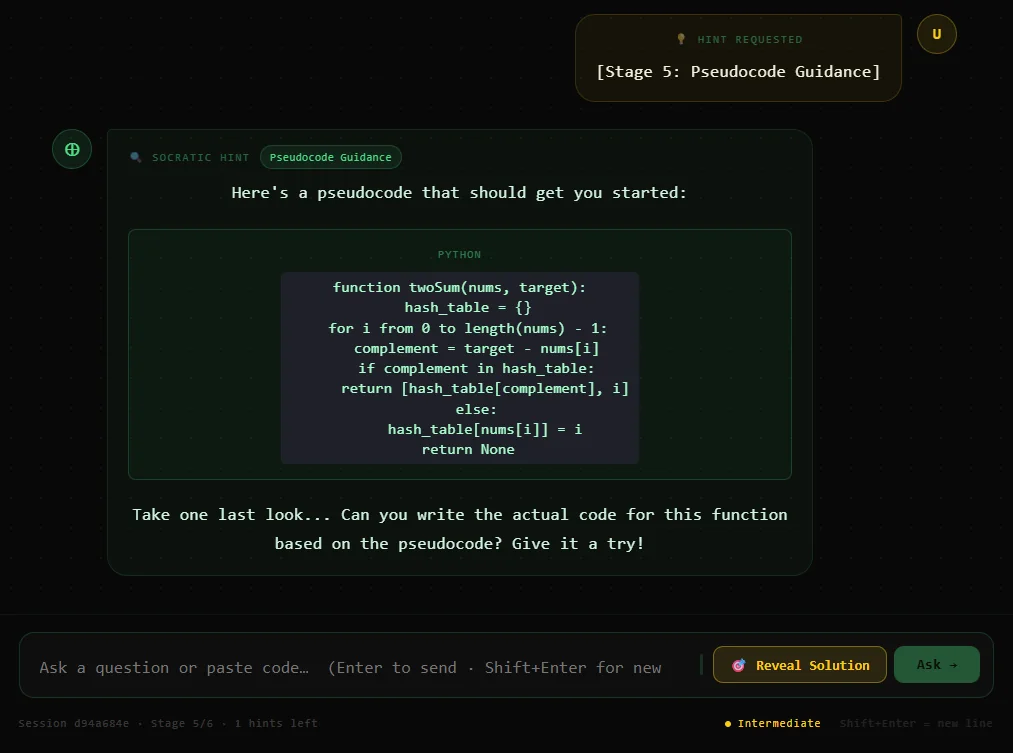 HINT REQUESTED
U
[Stage 5: Pseudocode Guidance]
SOCRATIC HINT Pseudocode Guidance
Here's a pseudocode that should get you started:
PYTHON
function twoSum(nums, target):
hash_table = {}
for i from 0 to length(nums) - 1:
complement = target - nums[i]
if complement in hash_table:
return [hash_table[complement], i]
else:
hash_table[nums[i]] = i
return None
Take one last look... Can you write the actual code for this function
based on the pseudocode? Give it a try!
Ask a question or paste code… (Enter to send · Shift+Enter for new
Reveal Solution
Ask →
Session d94a684e · Stage 5/6 · 1 hints left
Intermediate
Shift+Enter = new line